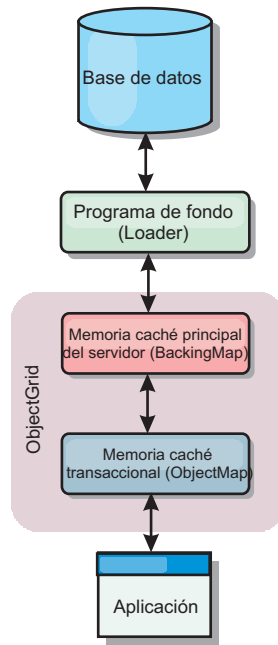 Base de datos
Programa de fondo
(Loader)
ObjectGrid
Memoria caché principal
del servidor (BackingMap)
Memoria caché
transaccional (ObjectMap)
Aplicación